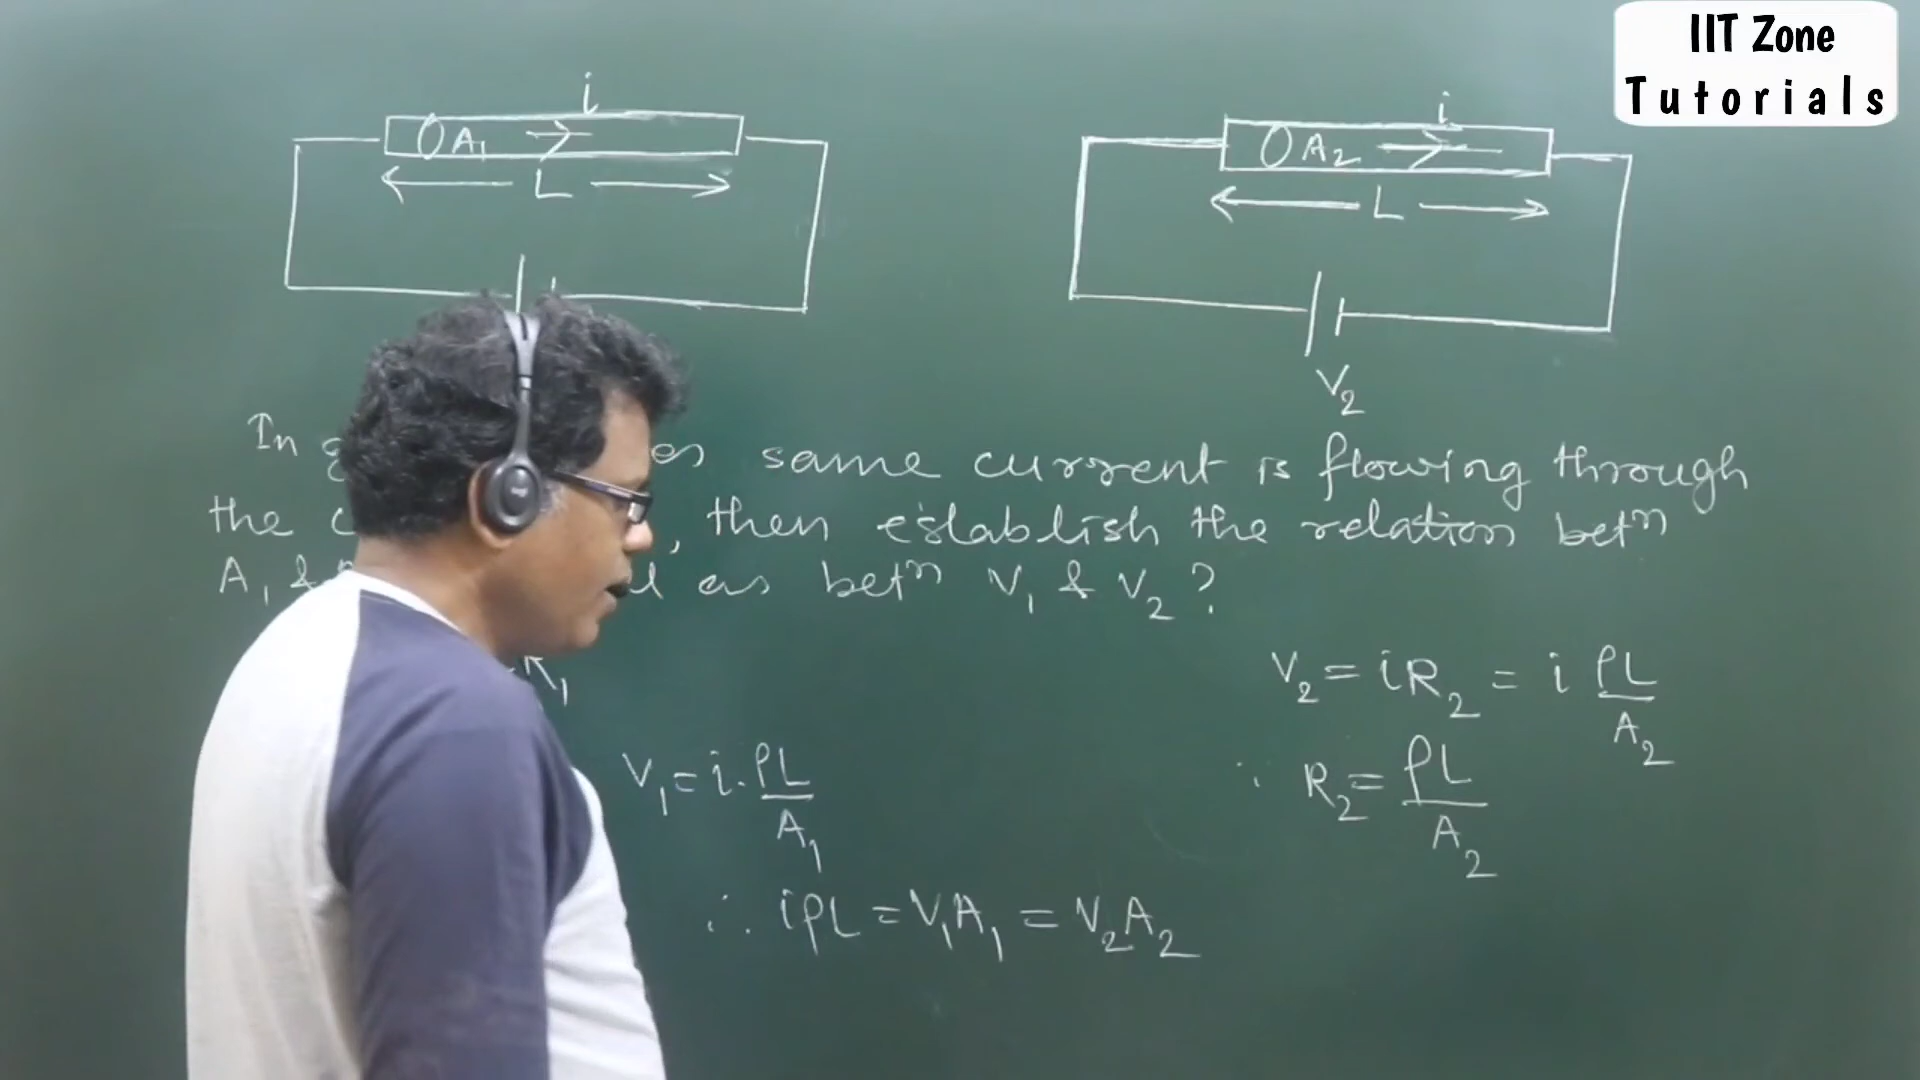 IIT Zone
Tutorials
i
A₁
L
i
A₂
L
V₂
In same current is flowing through
the , then establish the relation betⁿ
A₁ & as betⁿ V₁ & V₂ ?
V₂ = iR₂ = i ρL/A₂
V₁ = i·ρL/A₁
∵ R₂ = ρL/A₂
∴ iρL = V₁A₁ = V₂A₂